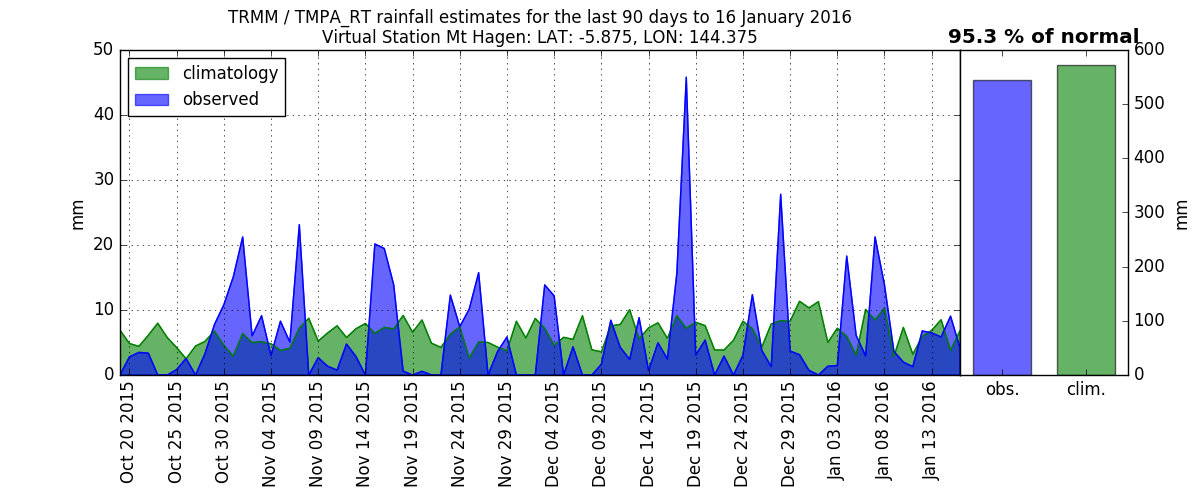 TRMM / TMPA_RT rainfall estimates for the last 90 days to 16 January 2016
Virtual Station Mt Hagen: LAT: -5.875, LON: 144.375
95.3 % of normal
climatology
observed
50
40
30
20
10
0
mm
Oct 20 2015
Oct 25 2015
Oct 30 2015
Nov 04 2015
Nov 09 2015
Nov 14 2015
Nov 19 2015
Nov 24 2015
Nov 29 2015
Dec 04 2015
Dec 09 2015
Dec 14 2015
Dec 19 2015
Dec 24 2015
Dec 29 2015
Jan 03 2016
Jan 08 2016
Jan 13 2016
600
500
400
300
200
100
0
mm
obs.
clim.